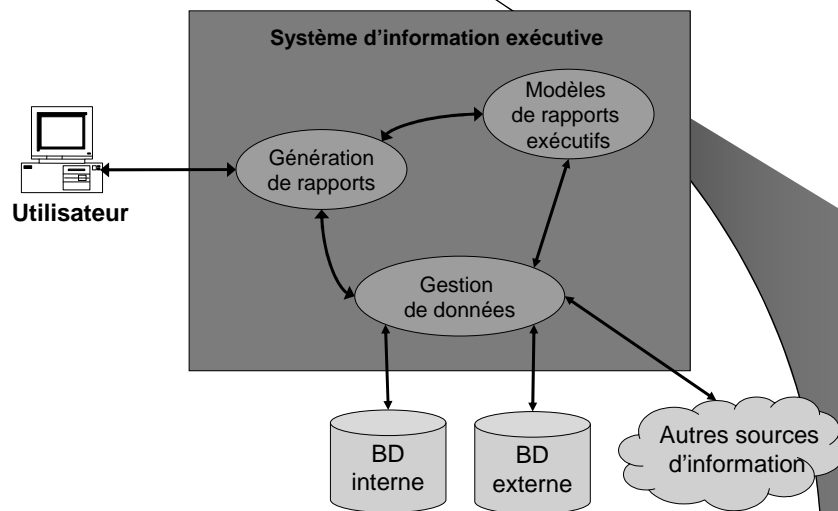 Système d'information exécutive
Modèles
de rapports
exécutifs
Génération
de rapports
Utilisateur
Gestion
de données
BD
interne
BD
externe
Autres sources
d'information